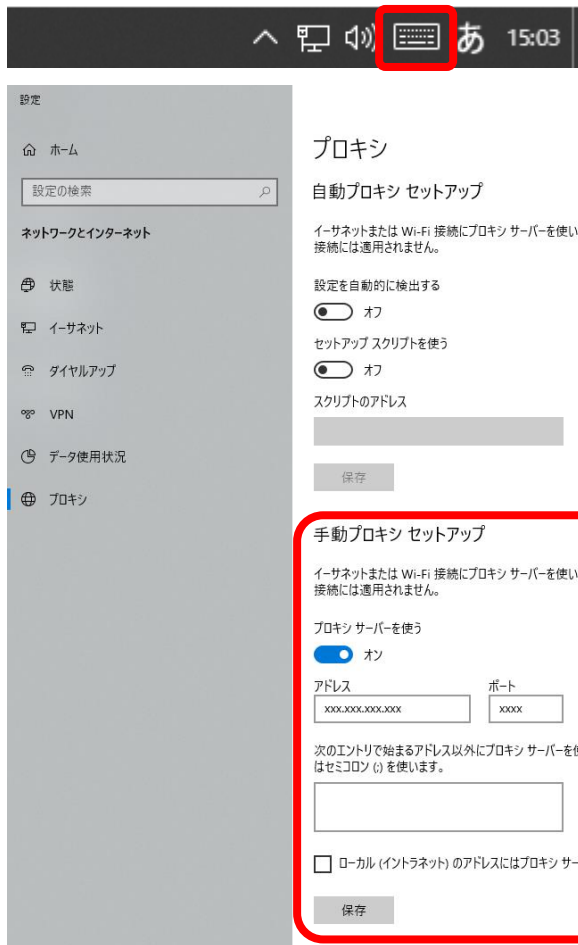 あ 15:03
設定
ホーム
設定の検索
ネットワークとインターネット
状態
イーサネット
ダイヤルアップ
VPN
データ使用状況
プロキシ
プロキシ
自動プロキシ セットアップ
イーサネットまたは Wi-Fi 接続にプロキシ サーバーを使い
接続には適用されません。
設定を自動的に検出する
オフ
セットアップ スクリプトを使う
オフ
スクリプトのアドレス
保存
手動プロキシ セットアップ
イーサネットまたは Wi-Fi 接続にプロキシ サーバーを使い
接続には適用されません。
プロキシ サーバーを使う
オン
アドレス ポート
xxx.xxx.xxx.xxx xxxx
次のエントリで始まるアドレス以外にプロキシ サーバーを
はセミコロン (;) を使います。
ローカル (イントラネット) のアドレスにはプロキシ サー
保存